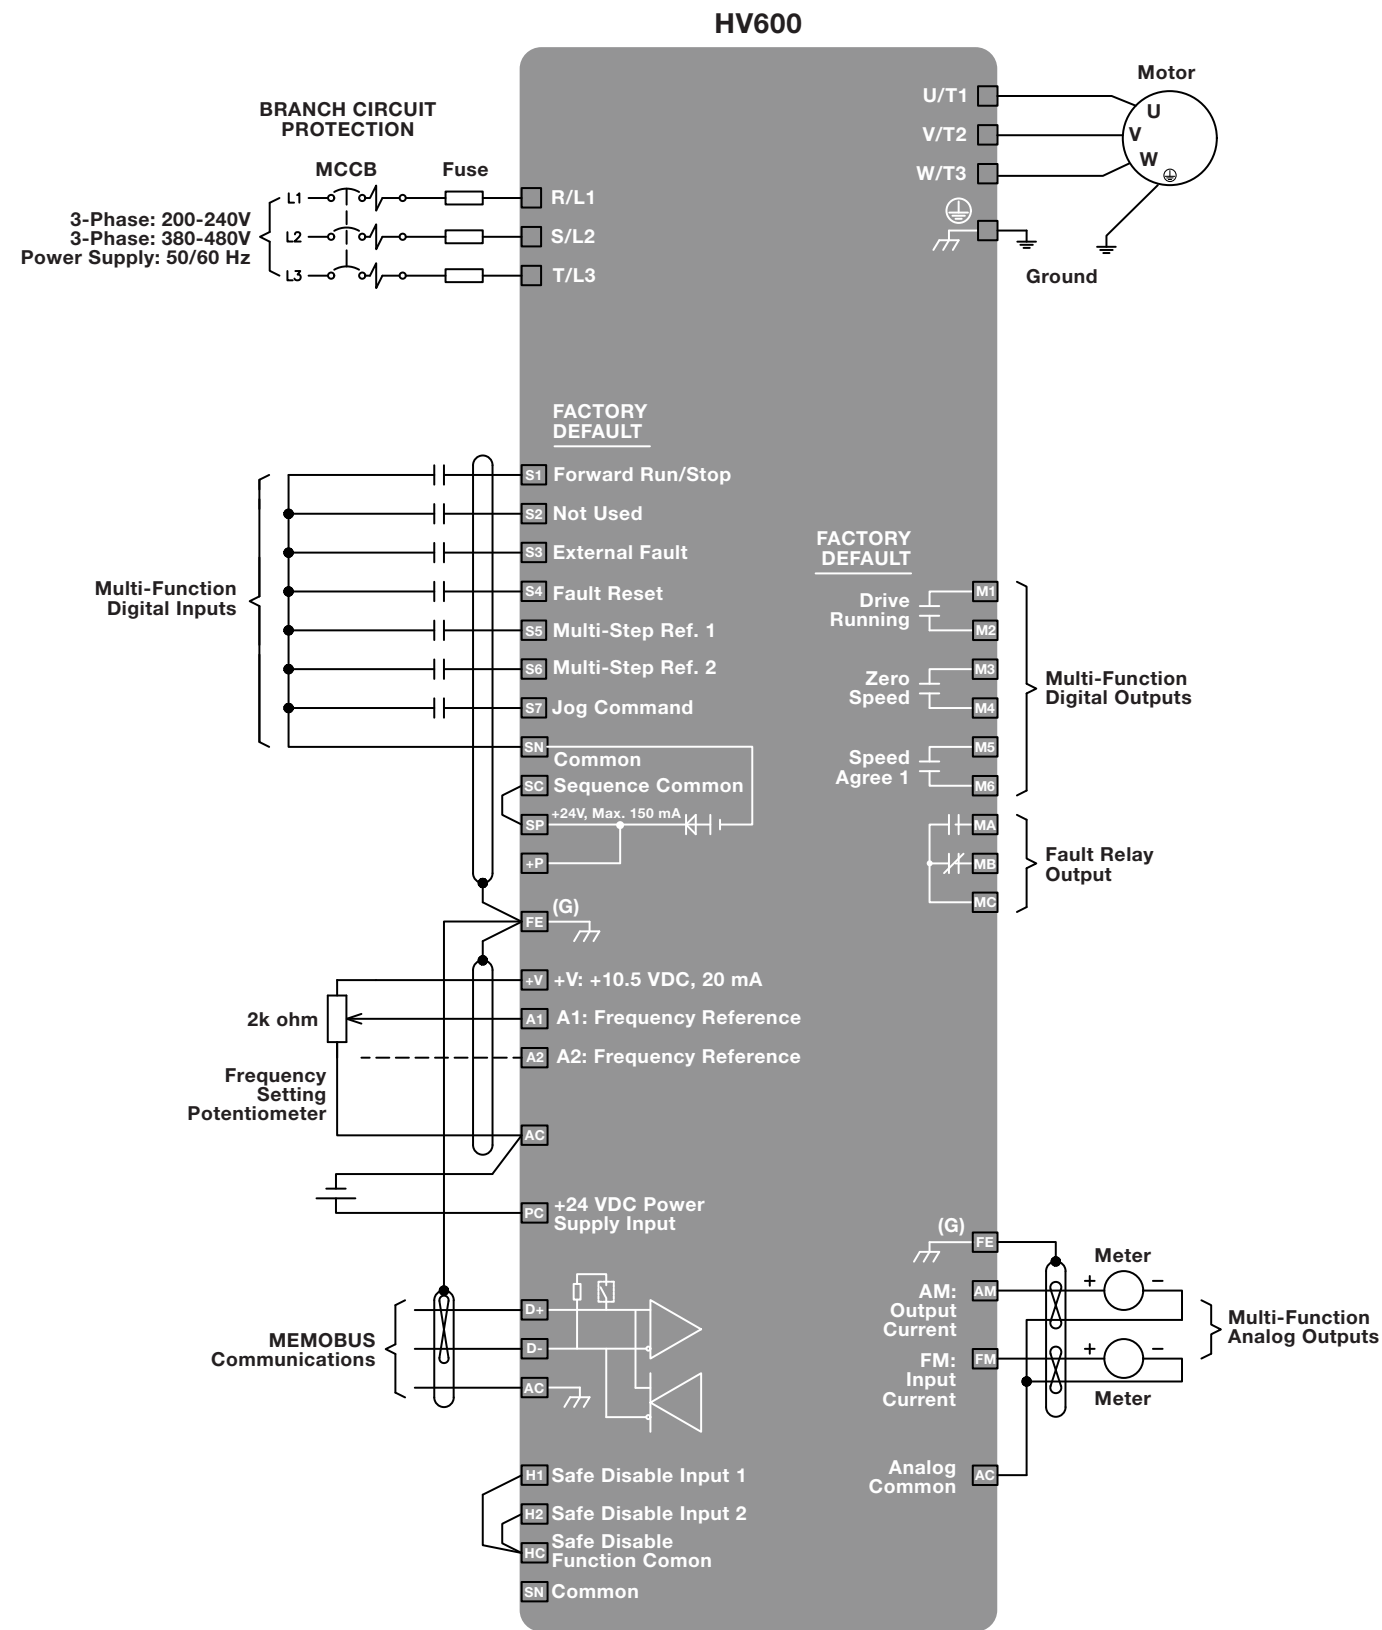 HV600
BRANCH CIRCUIT
PROTECTION
MCCB
Fuse
L1
R/L1
3-Phase: 200-240V
3-Phase: 380-480V
Power Supply: 50/60 Hz
L2
S/L2
L3
T/L3
U/T1
V/T2
W/T3
Motor
U
V
W
Ground
FACTORY
DEFAULT
Multi-Function
Digital Inputs
S1 Forward Run/Stop
S2 Not Used
S3 External Fault
S4 Fault Reset
S5 Multi-Step Ref. 1
S6 Multi-Step Ref. 2
S7 Jog Command
SN
Common
SC Sequence Common
SP +24V, Max. 150 mA
+P
FE (G)
FACTORY
DEFAULT
Drive
Running
M1
M2
Zero
Speed
M3
M4
Speed
Agree 1
M5
M6
Multi-Function
Digital Outputs
MA
MB
MC
Fault Relay
Output
+V +V: +10.5 VDC, 20 mA
2k ohm
A1 A1: Frequency Reference
A2 A2: Frequency Reference
Frequency
Setting
Potentiometer
AC
PC +24 VDC Power
Supply Input
MEMOBUS
Communications
D+
D-
AC
H1 Safe Disable Input 1
H2 Safe Disable Input 2
HC Safe Disable
Function Comon
SN Common
(G) FE
AM:
Output
Current
AM
Meter
+ −
FM:
Input
Current
FM
+ −
Meter
Multi-Function
Analog Outputs
Analog
Common
AC